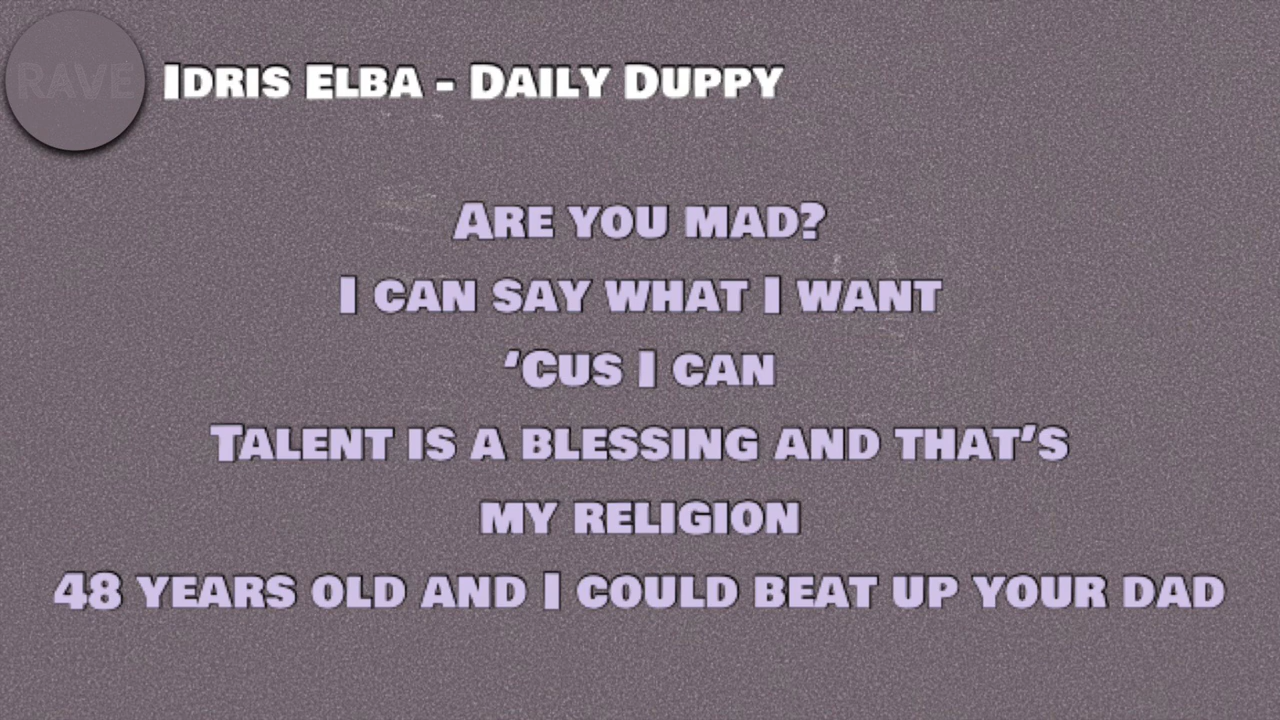 RAVE
Idris Elba - Daily Duppy
Are you mad?
I can say what I want
‘Cus I can
Talent is a blessing and that’s
my religion
48 years old and I could beat up your dad